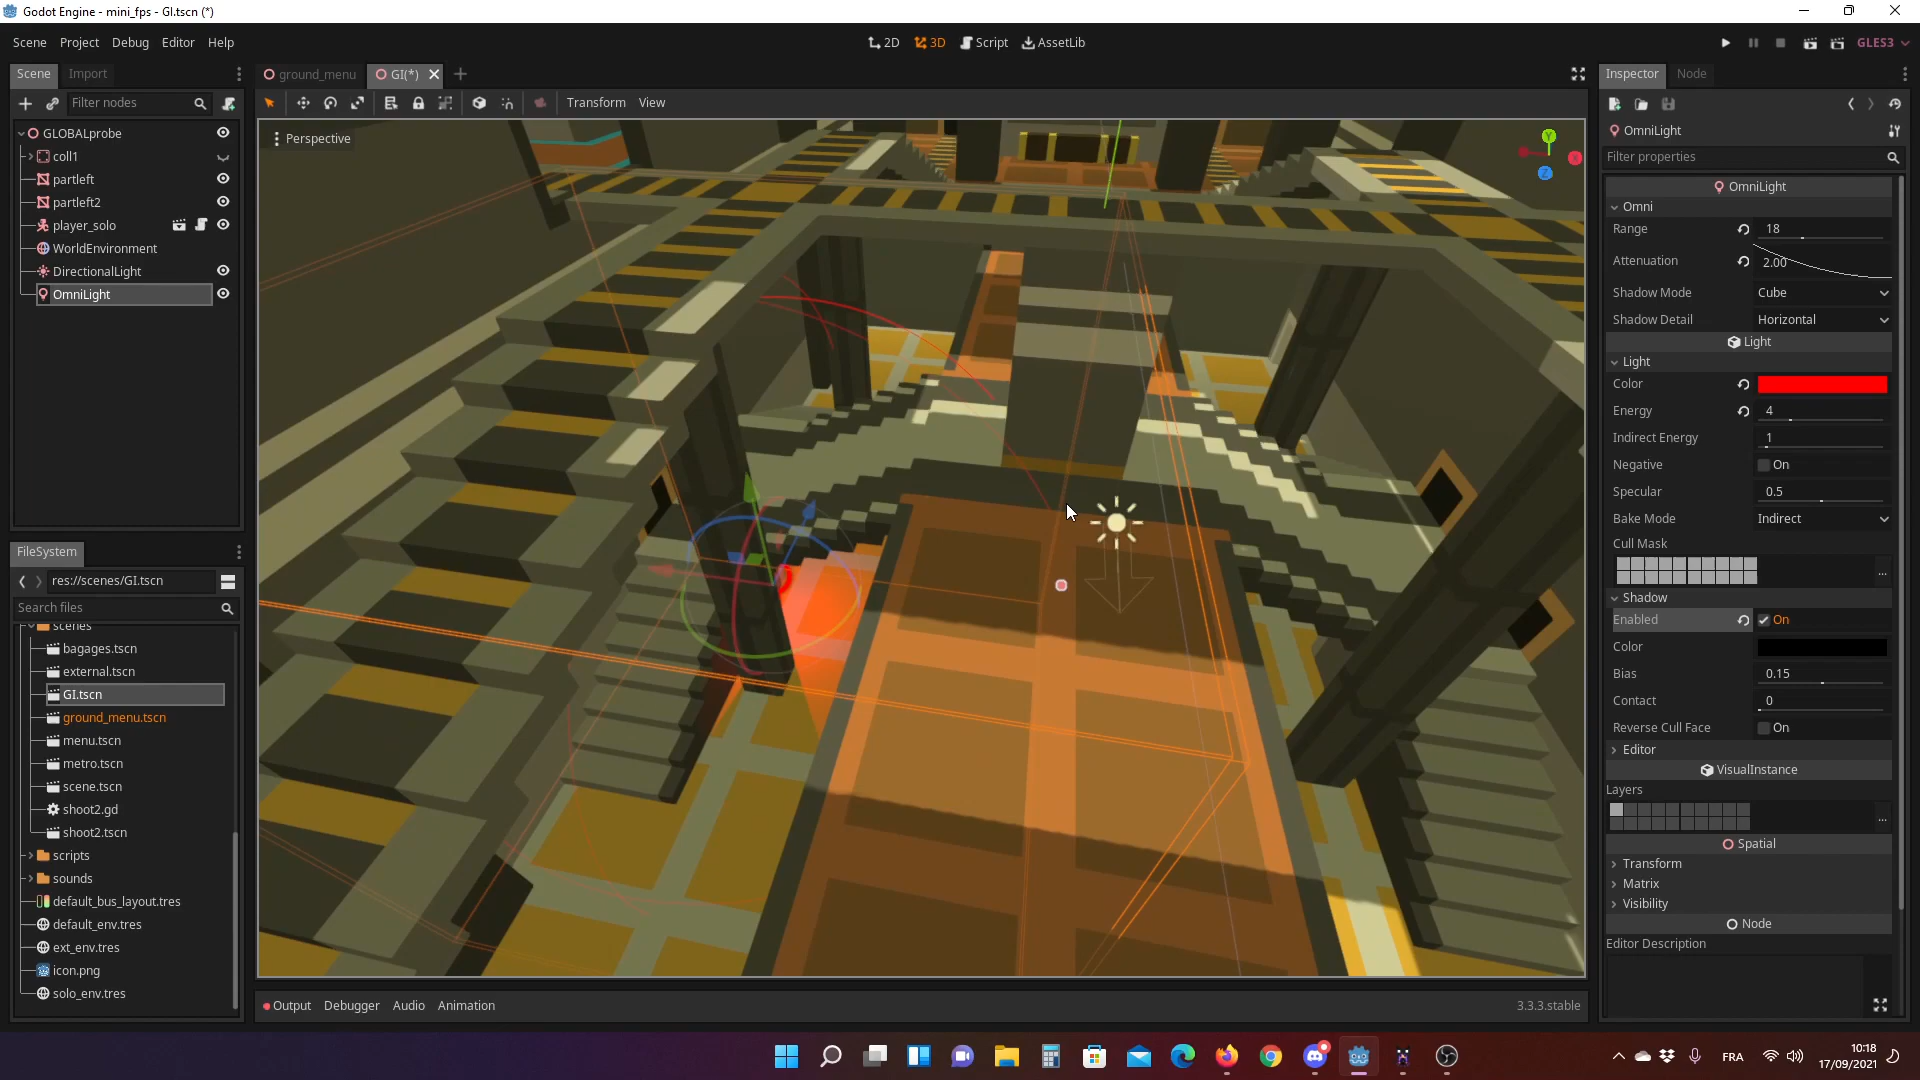 Godot Engine - mini_fps - GI.tscn (*)
Scene Project Debug Editor Help
2D 3D Script AssetLib
GLES3
Scene Import
ground_menu GI(*)
Inspector Node
Filter nodes
Transform View
GLOBALprobe
coll1
partleft
partleft2
player_solo
WorldEnvironment
DirectionalLight
OmniLight
Perspective
Y
X
Z
FileSystem
res://scenes/GI.tscn
Search files
scenes
bagages.tscn
external.tscn
GI.tscn
ground_menu.tscn
menu.tscn
metro.tscn
scene.tscn
shoot2.gd
shoot2.tscn
scripts
sounds
default_bus_layout.tres
default_env.tres
ext_env.tres
icon.png
solo_env.tres
Output Debugger Audio Animation
3.3.3.stable
OmniLight
Filter properties
OmniLight
Omni
Range 18
Attenuation 2.00
Shadow Mode Cube
Shadow Detail Horizontal
Light
Light
Color
Energy 4
Indirect Energy 1
Negative On
Specular 0.5
Bake Mode Indirect
Cull Mask
...
Shadow
Enabled On
Color
Bias 0.15
Contact 0
Reverse Cull Face On
Editor
VisualInstance
Layers
...
Spatial
Transform
Matrix
Visibility
Node
Editor Description
FRA
10:18
17/09/2021